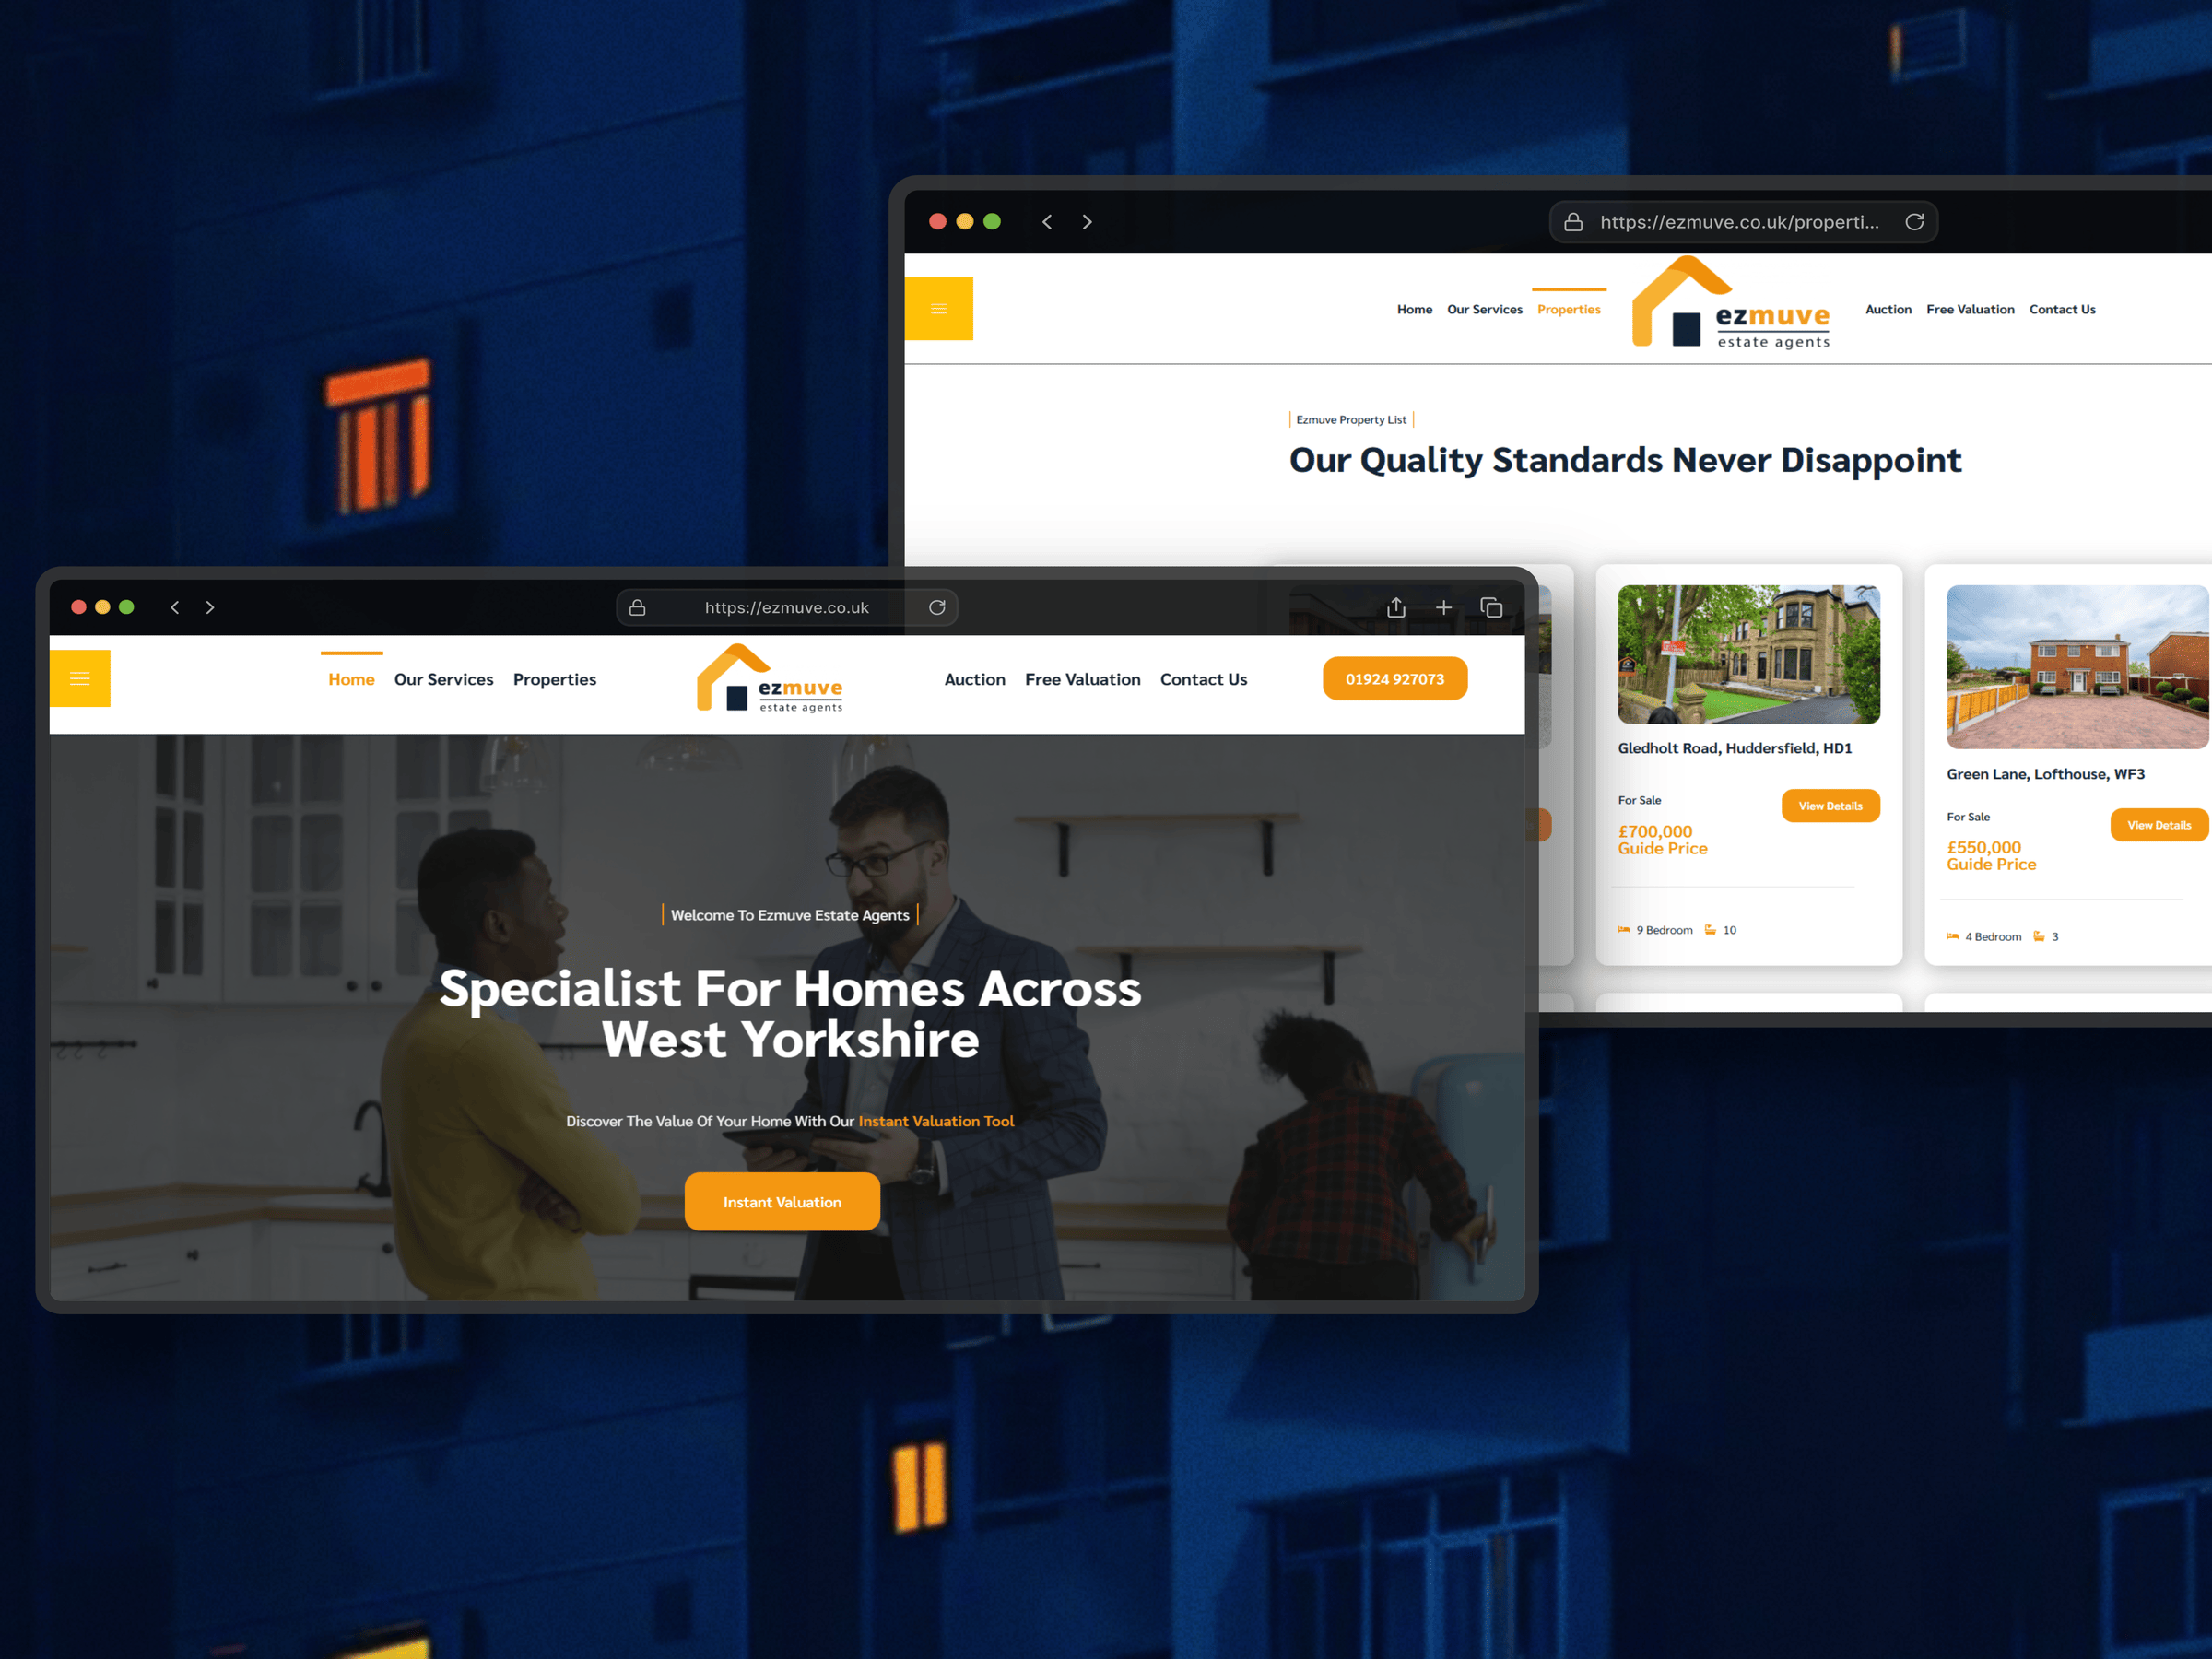 https://ezmuve.co.uk/properti...
Home Our Services Properties
ezmuve
estate agents
Auction Free Valuation Contact Us
Ezmuve Property List
Our Quality Standards Never Disappoint
Gledholt Road, Huddersfield, HD1
For Sale
View Details
£700,000
Guide Price
9 Bedroom 10
Green Lane, Lofthouse, WF3
For Sale
View Details
£550,000
Guide Price
4 Bedroom 3
https://ezmuve.co.uk
Home Our Services Properties
ezmuve
estate agents
Auction Free Valuation Contact Us
01924 927073
Welcome To Ezmuve Estate Agents
Specialist For Homes Across
West Yorkshire
Discover The Value Of Your Home With Our Instant Valuation Tool
Instant Valuation